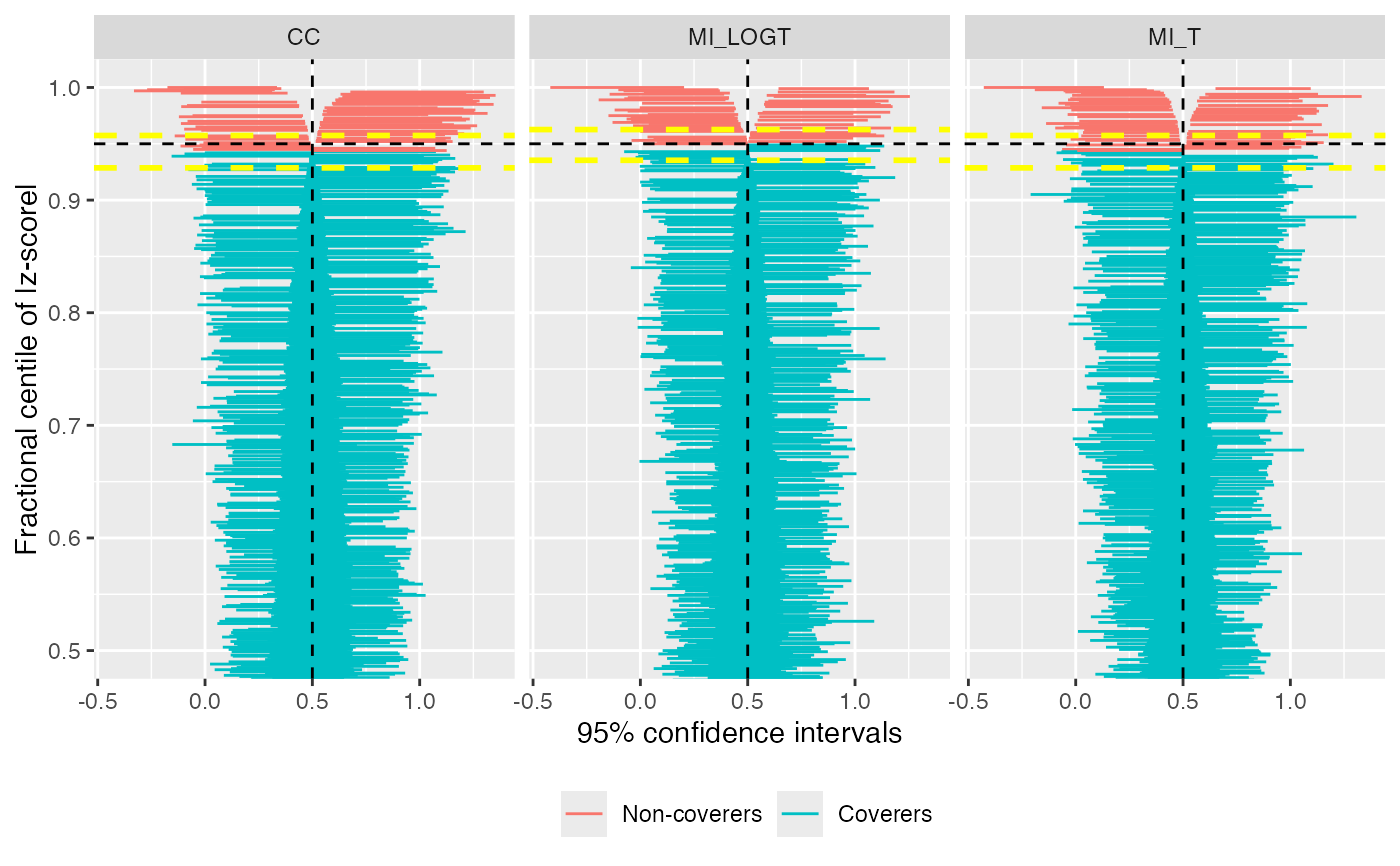 CC MI_LOGT MI_T
Fractional centile of |z-score|
1.0
0.9
0.8
0.7
0.6
0.5
-0.5 0.0 0.5 1.0 -0.5 0.0 0.5 1.0 -0.5 0.0 0.5 1.0
95% confidence intervals
Non-coverers Coverers